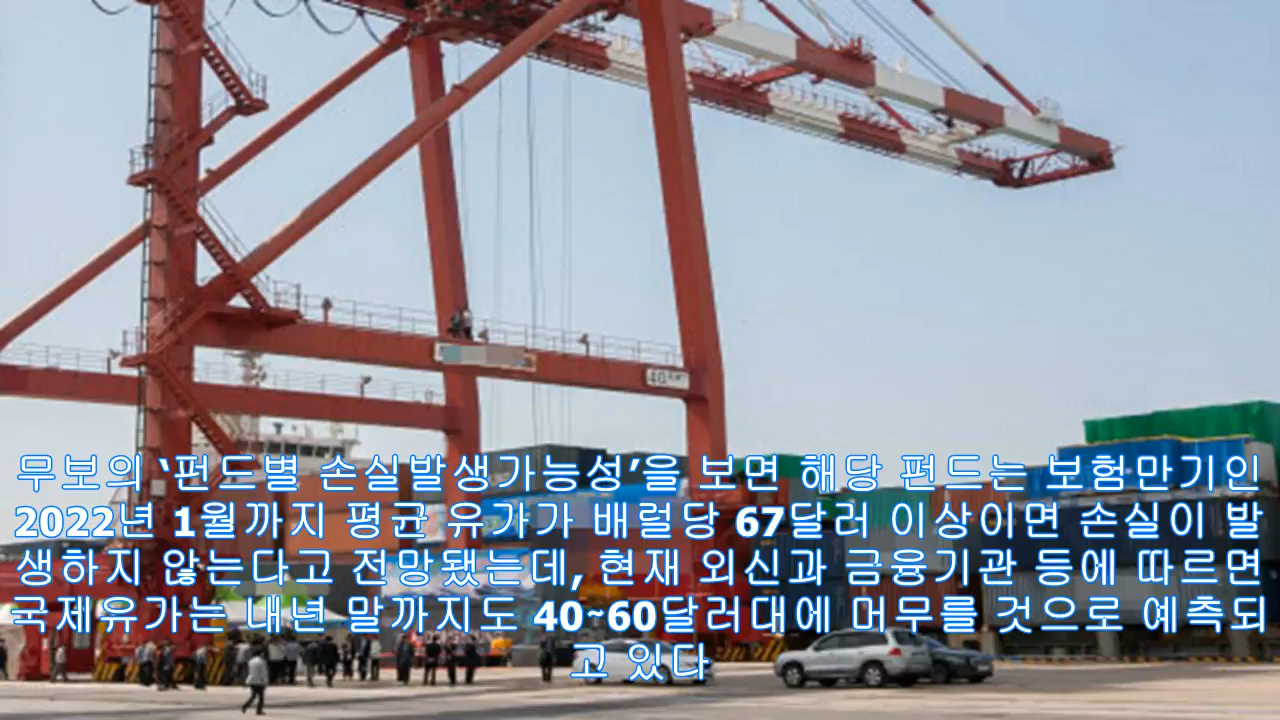 40
무보의 ‘펀드별 손실발생가능성’을 보면 해당 펀드는 보험만기인
2022년 1월까지 평균 유가가 배럴당 67달러 이상이면 손실이 발
생하지 않는다고 전망됐는데, 현재 외신과 금융기관 등에 따르면
국제유가는 내년 말까지도 40~60달러대에 머무를 것으로 예측되
고 있다